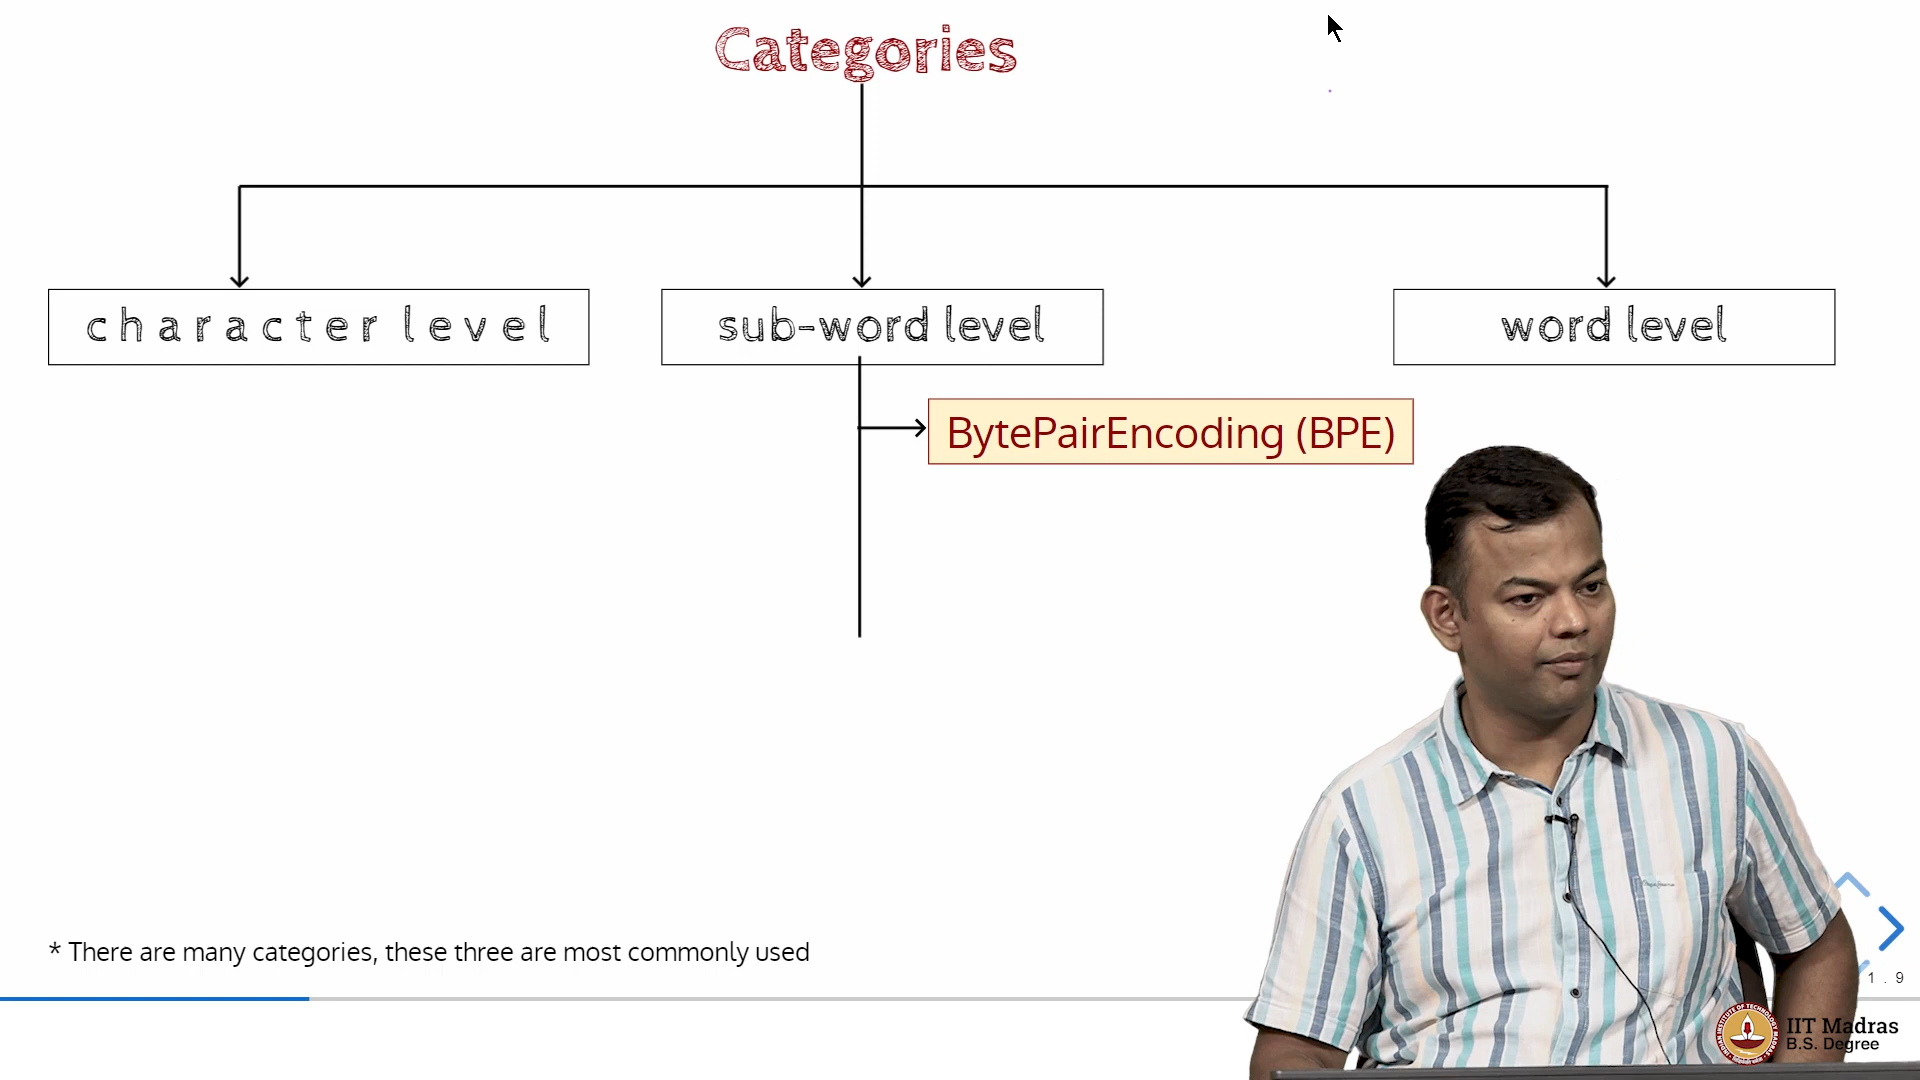 Categories
character level
sub-word level
word level
BytePairEncoding (BPE)
* There are many categories, these three are most commonly used
1 . 9
IIT Madras
B.S. Degree